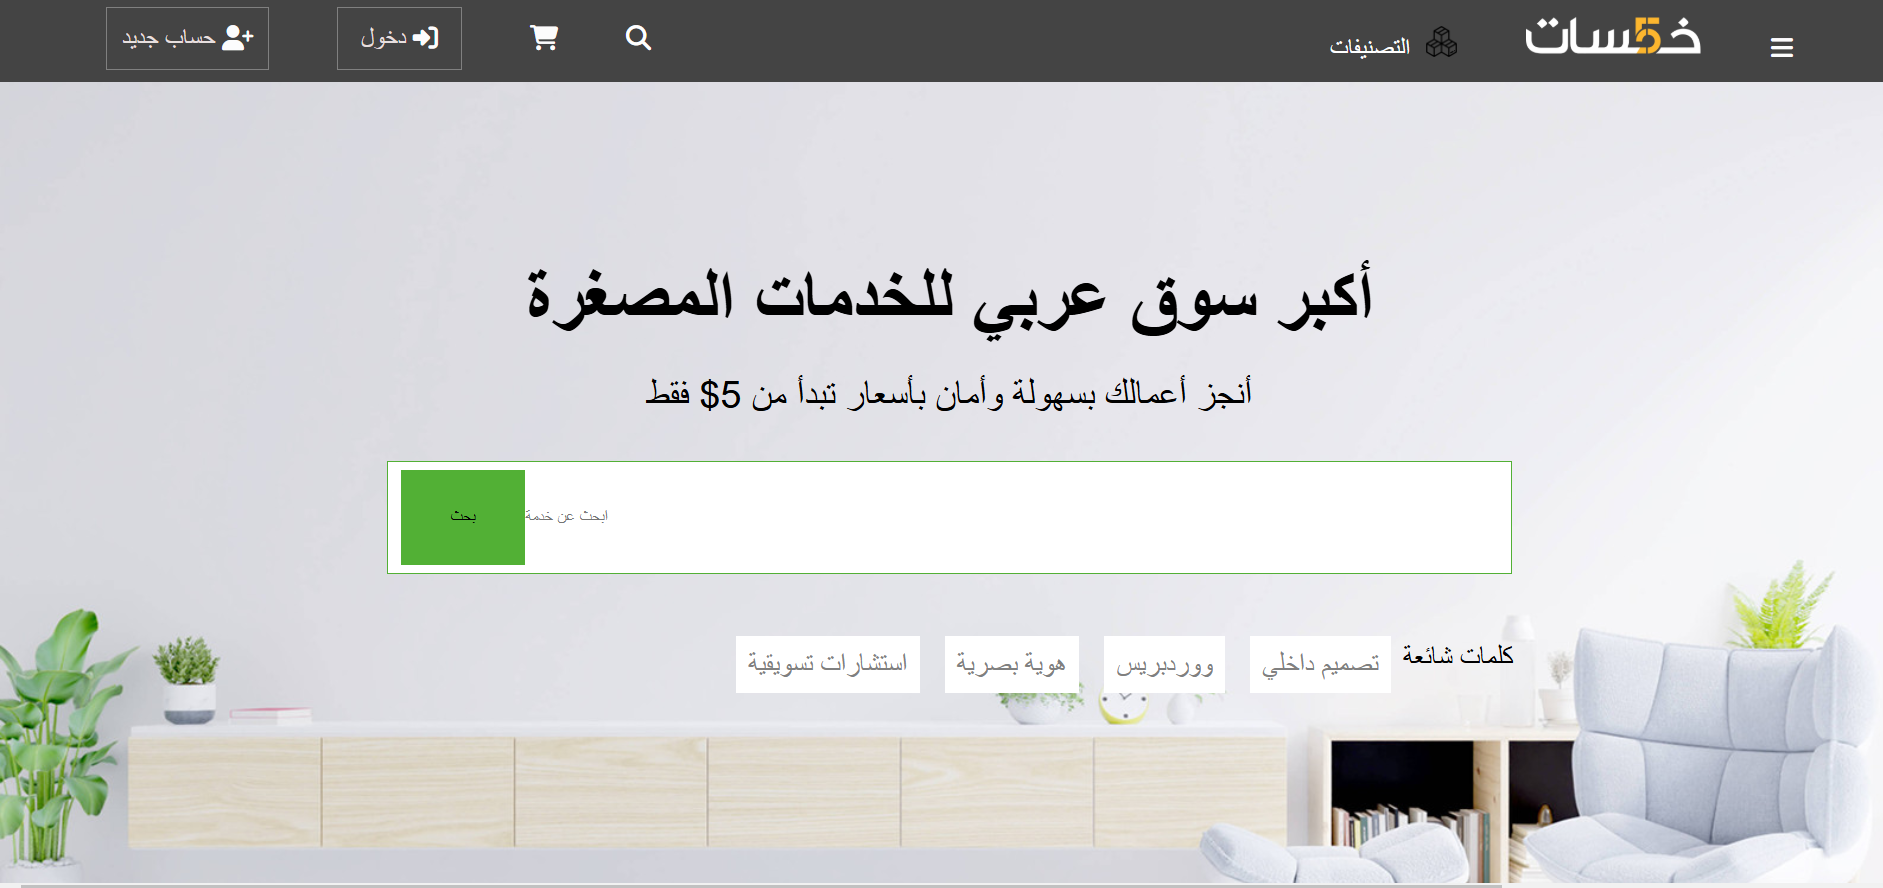 خمسات
التصنيفات
دخول
حساب جديد
أكبر سوق عربي للخدمات المصغرة
أنجز أعمالك بسهولة وأمان بأسعار تبدأ من 5$ فقط
ابحث عن خدمة
بحث
كلمات شائعة
تصميم داخلي
ووردبريس
هوية بصرية
استشارات تسويقية